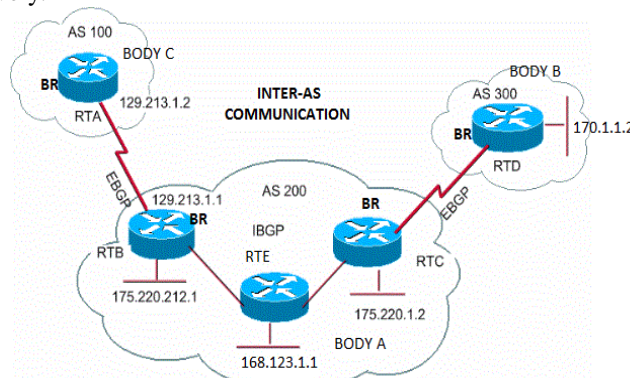 AS 100
BODY C
BR
RTA
129.213.1.2
INTER-AS
COMMUNICATION
BODY B
AS 300
BR
170.1.1.2
RTD
EBGP
EBGP
129.213.1.1
BR
AS 200
BR
IBGP
RTB
RTE
RTC
175.220.212.1
175.220.1.2
168.123.1.1
BODY A